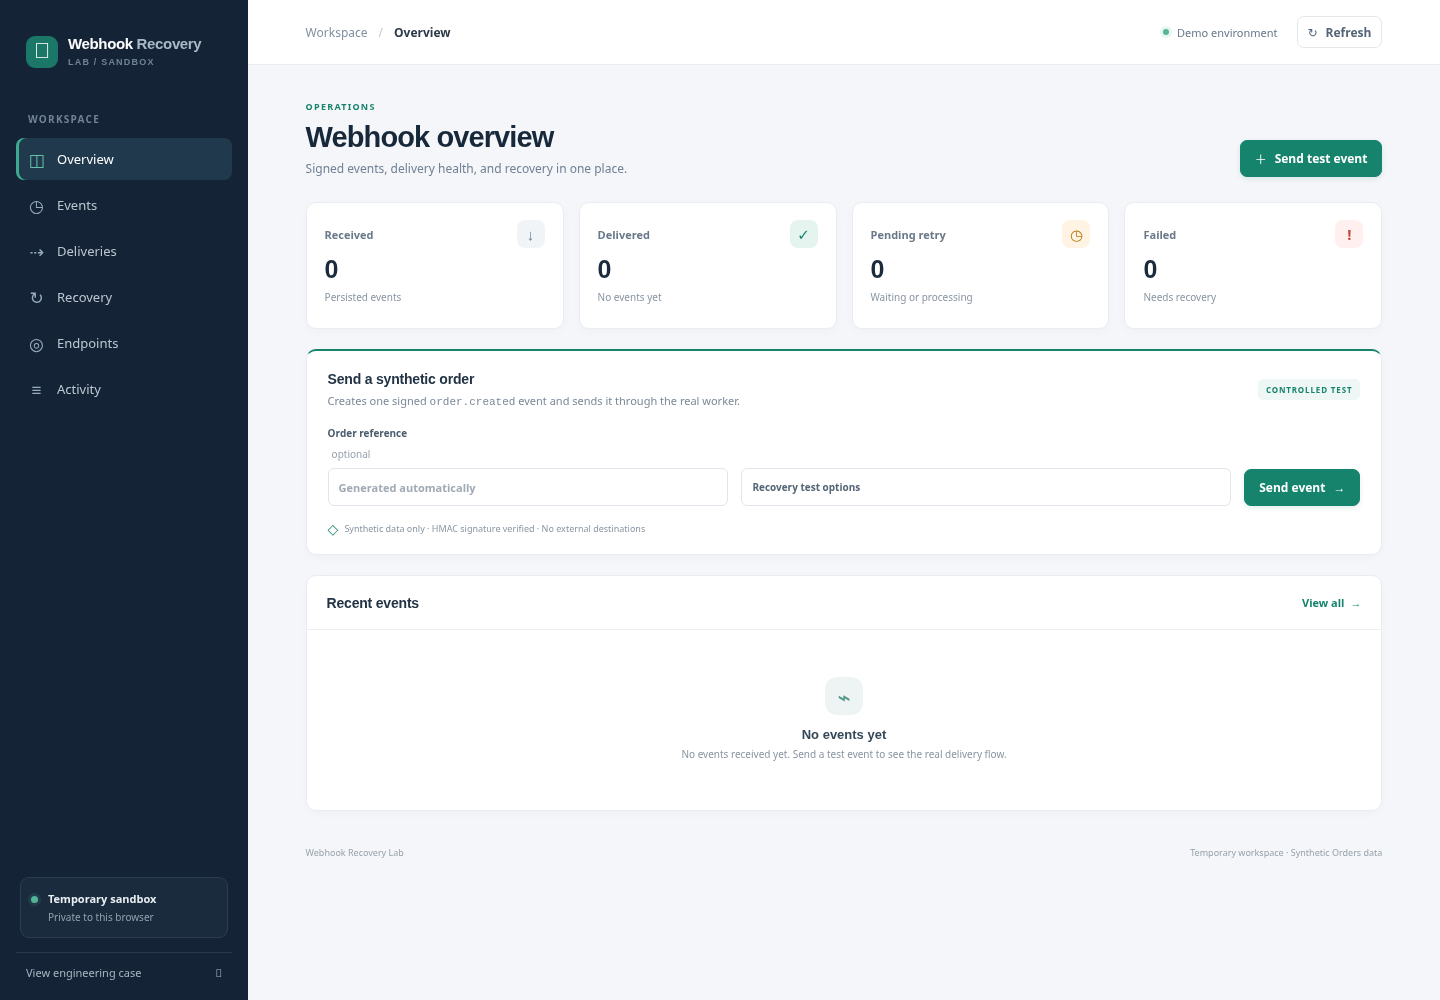 Webhook Recovery
LAB / SANDBOX
WORKSPACE
Overview
Events
Deliveries
Recovery
Endpoints
Activity
Temporary sandbox
Private to this browser
View engineering case
Workspace / Overview
Demo environment
↻ Refresh
OPERATIONS
Webhook overview
Signed events, delivery health, and recovery in one place.
+ Send test event
Received
↓
0
Persisted events
Delivered
✓
0
No events yet
Pending retry
0
Waiting or processing
Failed
!
0
Needs recovery
Send a synthetic order
Creates one signed order.created event and sends it through the real worker.
CONTROLLED TEST
Order reference
optional
Generated automatically
Recovery test options
Send event →
Synthetic data only · HMAC signature verified · No external destinations
Recent events
View all →
No events yet
No events received yet. Send a test event to see the real delivery flow.
Webhook Recovery Lab
Temporary workspace · Synthetic Orders data